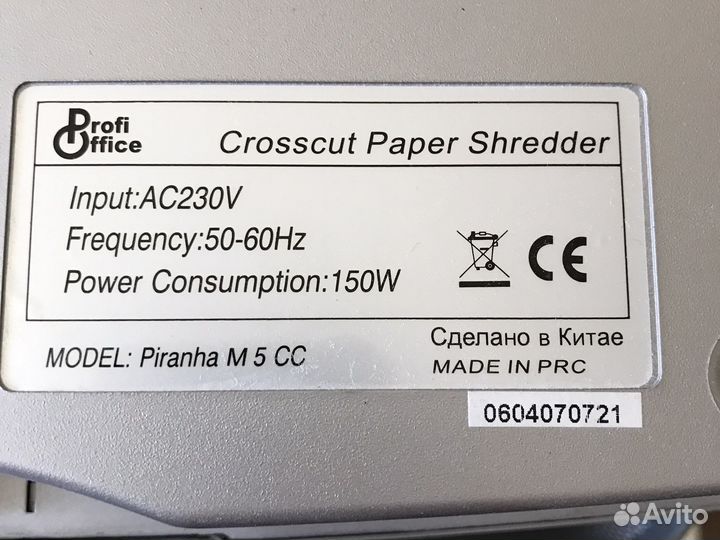 Profi
Office
Crosscut Paper Shredder
Input:AC230V
Frequency:50-60Hz
Power Consumption:150W
CE
MODEL: Piranha M 5 CC
Сделано в Китае
MADE IN PRC
0604070721
Avito